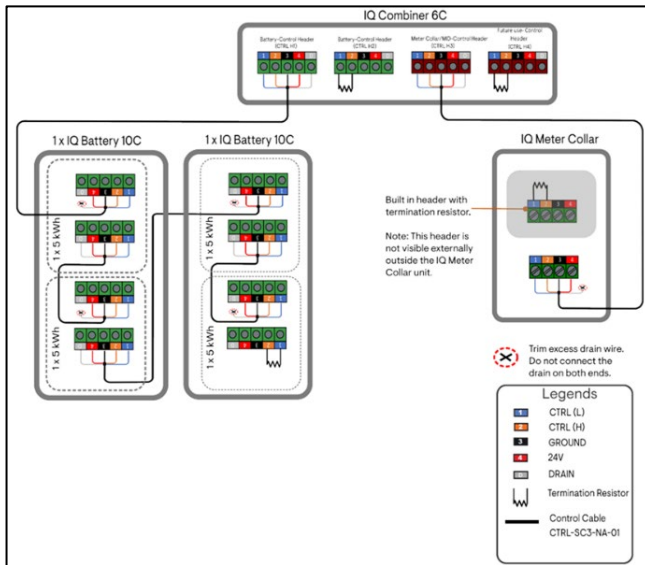 IQ Combiner 6C
Battery-Control Header
(CTRL H1)
Battery-Control Header
(CTRL H2)
Meter Collar/MID-Control Header
(CTRL H3)
Future use- Control
Header
(CTRL H4)
1 x IQ Battery 10C
1 x IQ Battery 10C
IQ Meter Collar
1 x 5 kWh
1 x 5 kWh
1 x 5 kWh
1 x 5 kWh
Built in header with
termination resistor.
Note: This header is
not visible externally
outside the IQ Meter
Collar unit.
Trim excess drain wire.
Do not connect the
drain on both ends.
Legends
1 CTRL (L)
2 CTRL (H)
3 GROUND
4 24V
D DRAIN
Termination Resistor
Control Cable
CTRL-SC3-NA-01